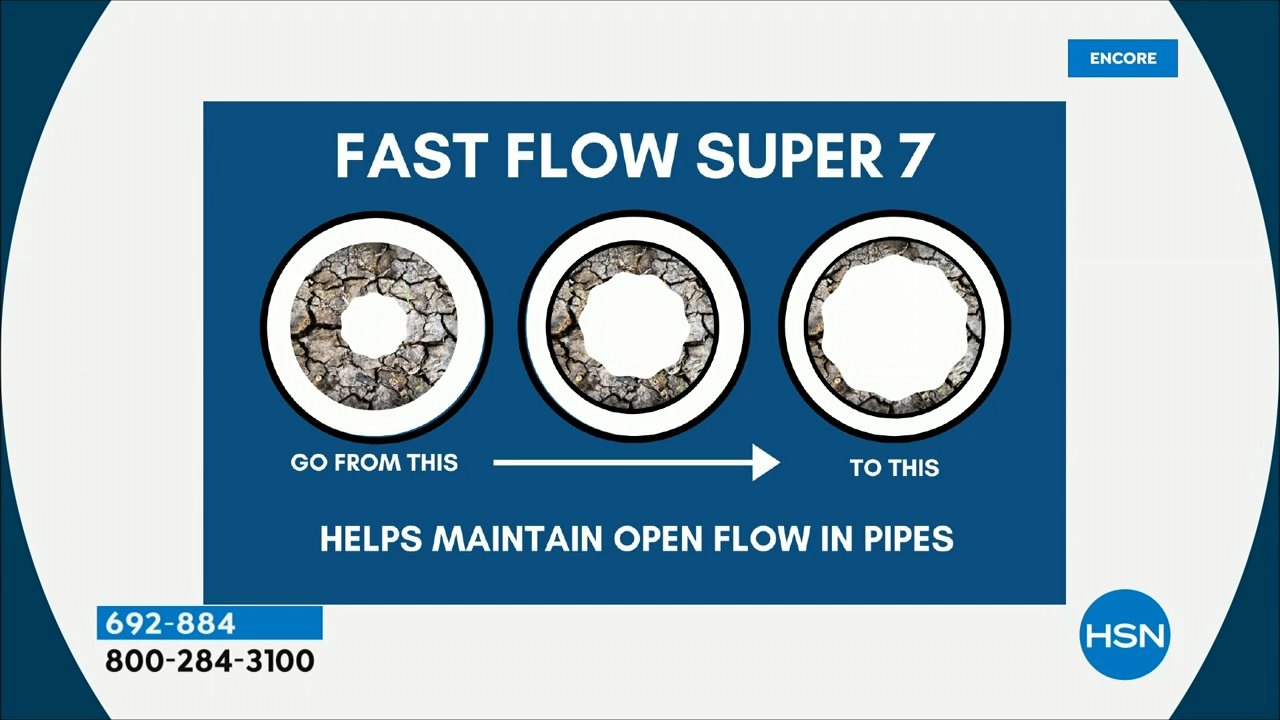 ENCORE
FAST FLOW SUPER 7
GO FROM THIS
TO THIS
HELPS MAINTAIN OPEN FLOW IN PIPES
692-884
800-284-3100
HSN